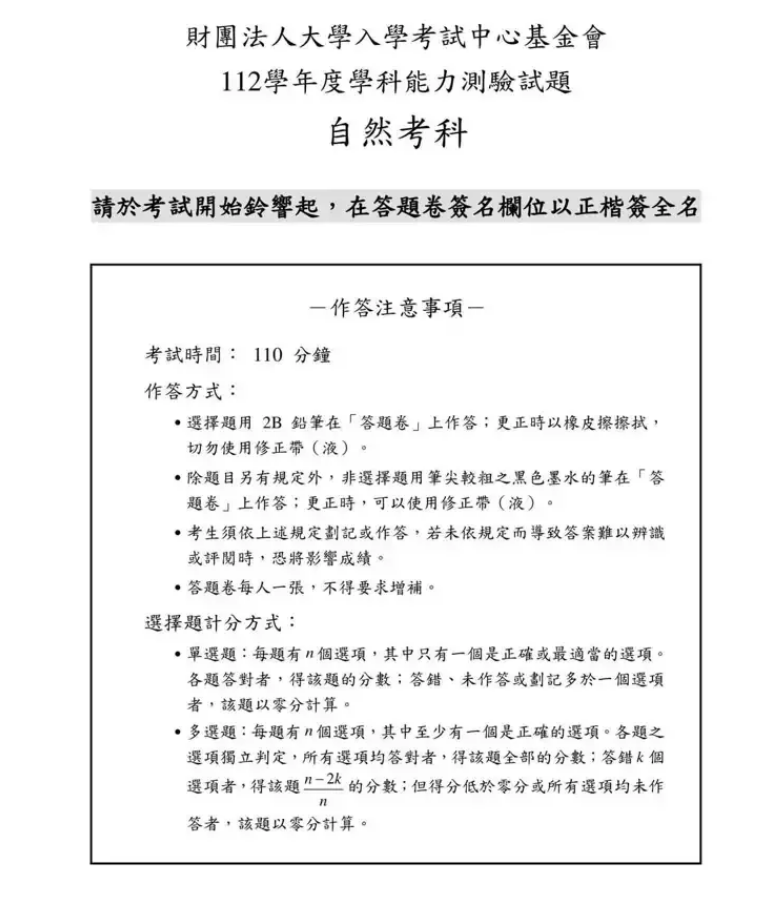 財團法人大學入學考試中心基金會
112學年度學科能力測驗試題
自然考科
請於考試開始鈴響起，在答題卷簽名欄位以正楷簽全名
－作答注意事項－
考試時間： 110 分鐘
作答方式：
•選擇題用 2B 鉛筆在「答題卷」上作答；更正時以橡皮擦擦拭，
切勿使用修正帶（液）。
•除題目另有規定外，非選擇題用筆尖較粗之黑色墨水的筆在「答
題卷」上作答；更正時，可以使用修正帶（液）。
•考生須依上述規定劃記或作答，若未依規定而導致答案難以辨識
或評閱時，恐將影響成績。
•答題卷每人一張，不得要求增補。
選擇題計分方式：
•單選題：每題有n個選項，其中只有一個是正確或最適當的選項。
各題答對者，得該題的分數；答錯、未作答或劃記多於一個選項
者，該題以零分計算。
•多選題：每題有n個選項，其中至少有一個是正確的選項。各題之
選項獨立判定，所有選項均答對者，得該題全部的分數；答錯k個
選項者，得該題 (n−2k)/n 的分數；但得分低於零分或所有選項均未作
答者，該題以零分計算。